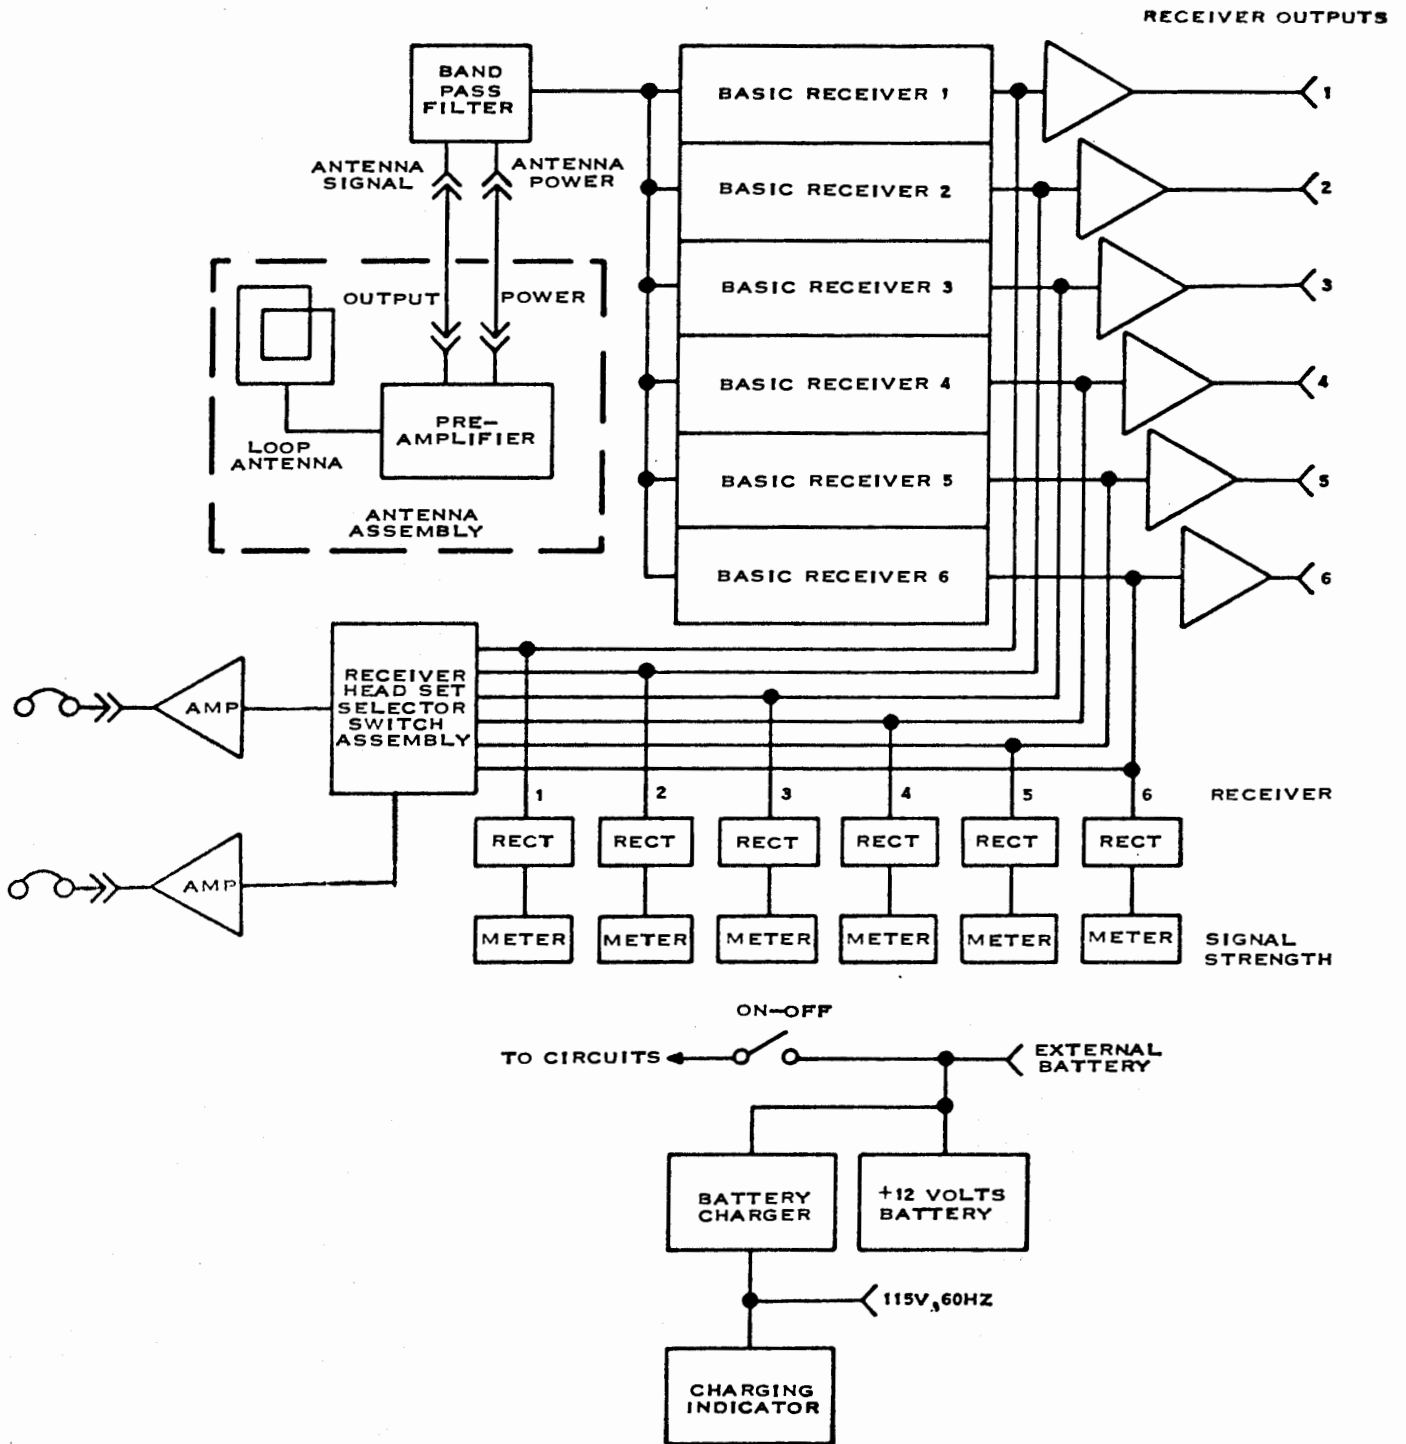 RECEIVER OUTPUTS
BAND
PASS
FILTER
BASIC RECEIVER 1
1
ANTENNA
SIGNAL
ANTENNA
POWER
BASIC RECEIVER 2
2
BASIC RECEIVER 3
3
OUTPUT
POWER
BASIC RECEIVER 4
4
PRE-
AMPLIFIER
LOOP
ANTENNA
BASIC RECEIVER 5
5
ANTENNA
ASSEMBLY
BASIC RECEIVER 6
6
RECEIVER
HEAD SET
SELECTOR
SWITCH
ASSEMBLY
AMP
1
2
3
4
5
6
RECEIVER
RECT
RECT
RECT
RECT
RECT
RECT
AMP
METER
METER
METER
METER
METER
METER
SIGNAL
STRENGTH
ON-OFF
TO CIRCUITS
EXTERNAL
BATTERY
BATTERY
CHARGER
+12 VOLTS
BATTERY
115V, 60HZ
CHARGING
INDICATOR